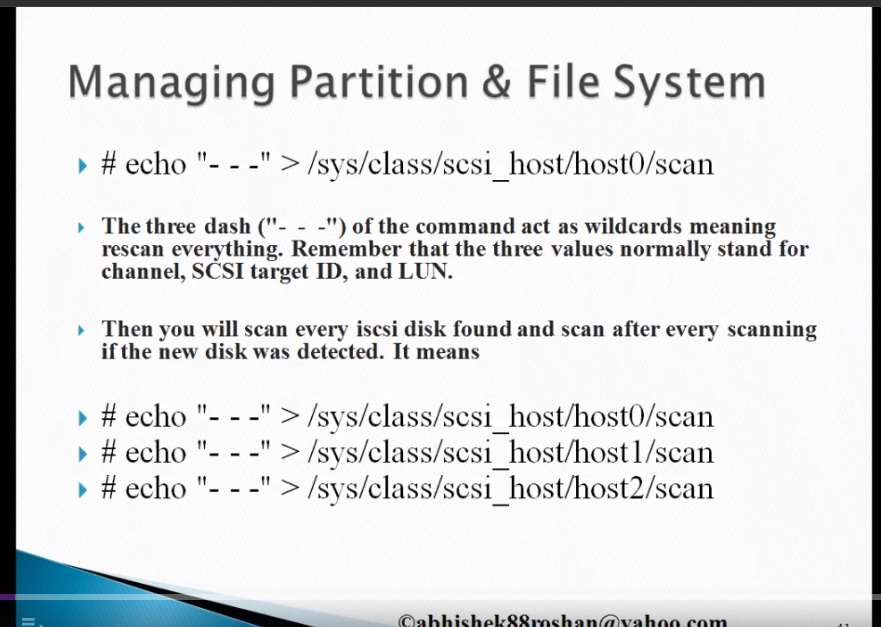 Managing Partition & File System
# echo "- - -" > /sys/class/scsi_host/host0/scan
The three dash ("- - -") of the command act as wildcards meaning
rescan everything. Remember that the three values normally stand for
channel, SCSI target ID, and LUN.
Then you will scan every iscsi disk found and scan after every scanning
if the new disk was detected. It means
# echo "- - -" > /sys/class/scsi_host/host0/scan
# echo "- - -" > /sys/class/scsi_host/host1/scan
# echo "- - -" > /sys/class/scsi_host/host2/scan
©abhishek88roshan@yahoo.com